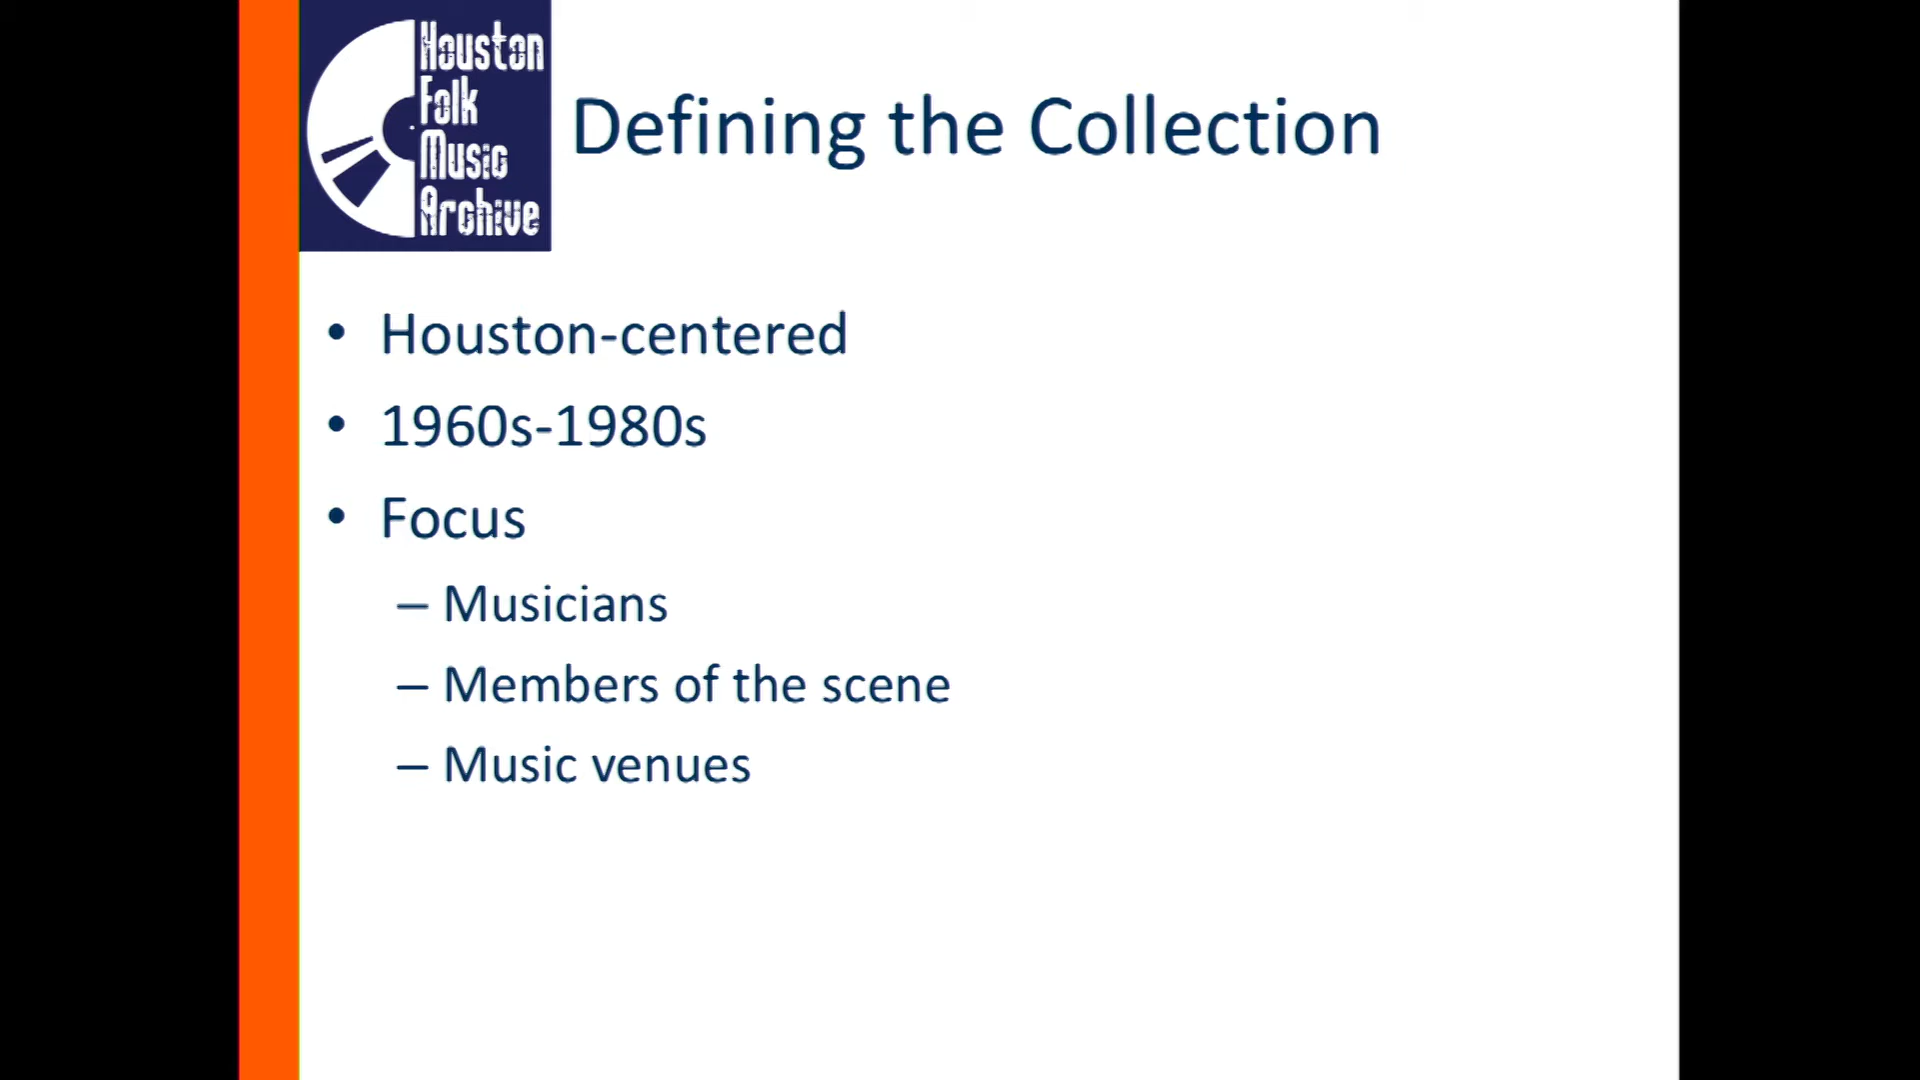 Houston
Folk
Music
Archive
Defining the Collection
• Houston-centered
• 1960s-1980s
• Focus
– Musicians
– Members of the scene
– Music venues